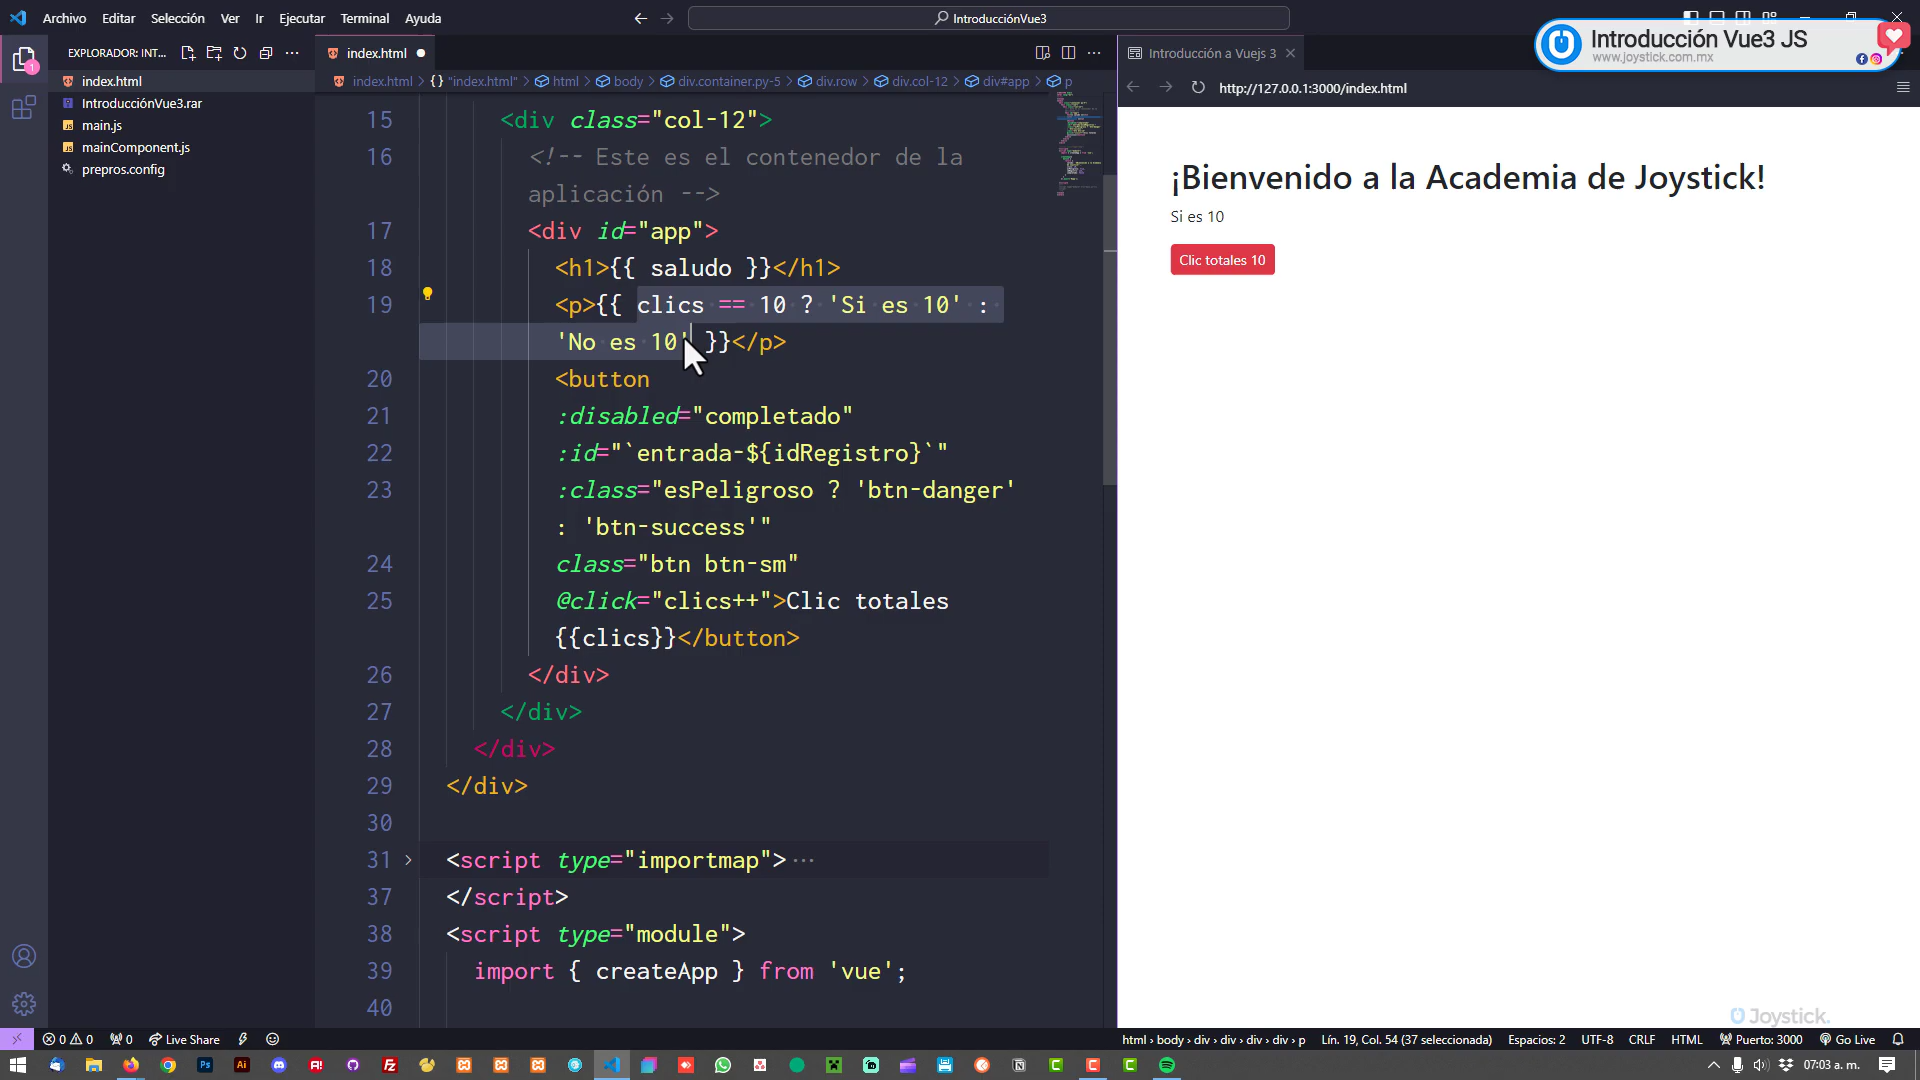 Archivo Editar Selección Ver Ir Ejecutar Terminal Ayuda
IntroducciónVue3
EXPLORADOR: INT...
index.html
IntroducciónVue3.rar
main.js
mainComponent.js
prepros.config
1
index.html
index.html > {} "index.html" > html > body > div.container.py-5 > div.row > div.col-12 > div#app > p
15 <div class="col-12">
16 <!-- Este es el contenedor de la
aplicación -->
17 <div id="app">
18 <h1>{{ saludo }}</h1>
19 <p>{{ clics == 10 ? 'Si es 10' :
'No es 10' }}</p>
20 <button
21 :disabled="completado"
22 :id="`entrada-${idRegistro}`"
23 :class="esPeligroso ? 'btn-danger'
: 'btn-success'"
24 class="btn btn-sm"
25 @click="clics++">Clic totales
{{clics}}</button>
26 </div>
27 </div>
28 </div>
29 </div>
30
31 <script type="importmap">···
37 </script>
38 <script type="module">
39 import { createApp } from 'vue';
40
Introducción a Vuejs 3
http://127.0.0.1:3000/index.html
Introducción Vue3 JS
www.joystick.com.mx
¡Bienvenido a la Academia de Joystick!
Si es 10
Clic totales 10
Joystick.
0 0 0 Live Share
html › body › div › div › div › div › p Lín. 19, Col. 54 (37 seleccionada) Espacios: 2 UTF-8 CRLF HTML Puerto: 3000 Go Live
Ps Ai A! Fz N C C C
07:03 a. m.